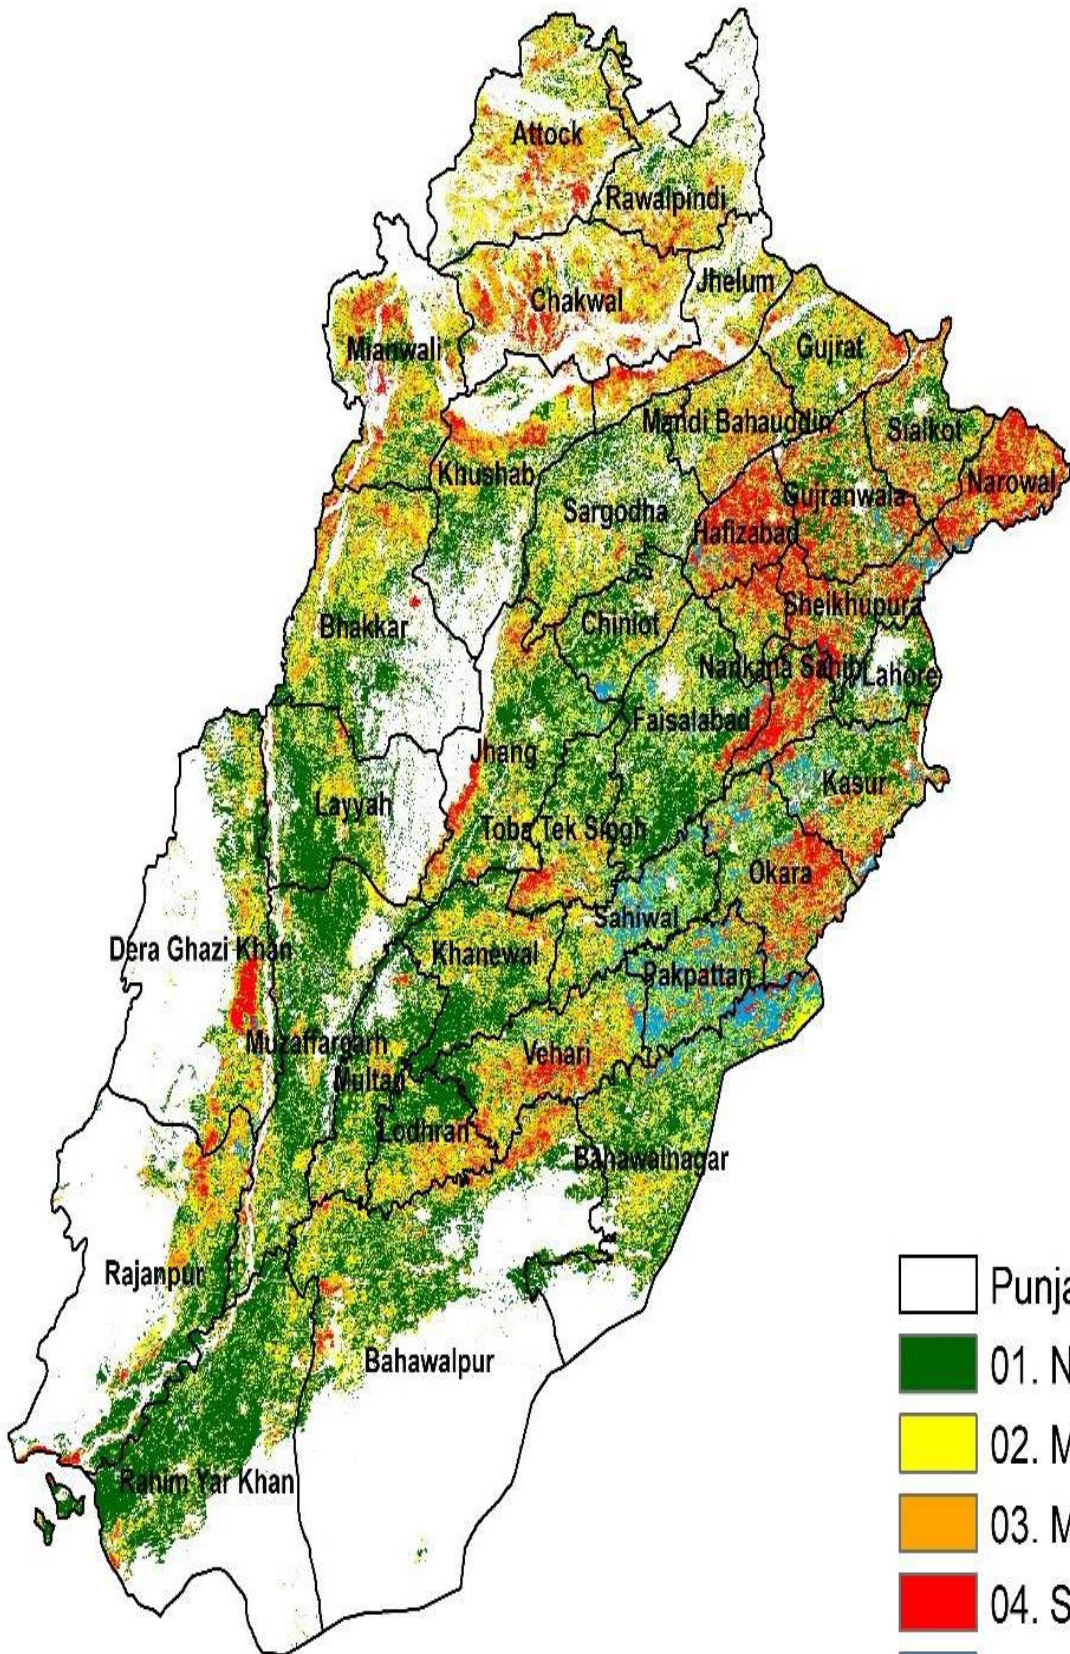 Attock
Rawalpindi
Jhelum
Chakwal
Mianwali
Gujrat
Mandi Bahauddin
Sialkot
Khushab
Narowal
Gujranwala
Sargodha
Hafizabad
Sheikhupura
Bhakkar
Chiniot
Nankana Sahib
Lahore
Faisalabad
Jhang
Kasur
Layyah
Toba Tek Singh
Okara
Sahiwal
Dera Ghazi Khan
Khanewal
Pakpattan
Muzaffargarh
Vehari
Multan
Lodhran
Bahawalnagar
Rajanpur
Bahawalpur
Rahim Yar Khan
Punja
01. N
02. M
03. M
04. S